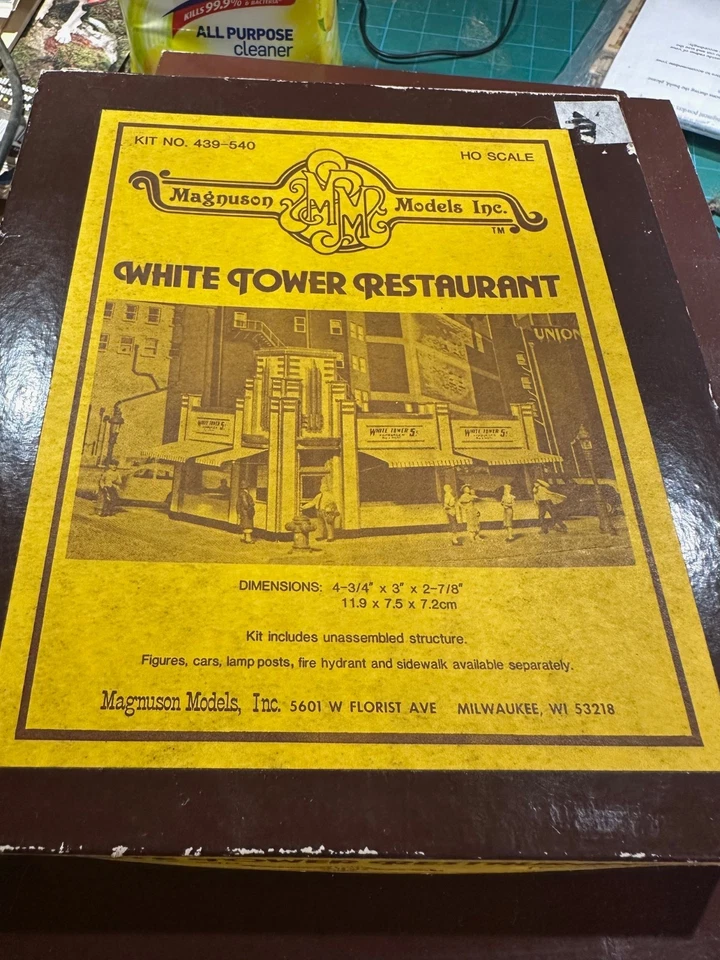 KILLS 99.9%
ALL PURPOSE
cleaner
KIT NO. 439-540
HO SCALE
Magnuson Models Inc.
MMM
TM
WHITE TOWER RESTAURANT
UNION
WHITE TOWER 5¢
WHITE TOWER 5¢
WHITE TOWER 5¢
DIMENSIONS: 4-3/4" x 3" x 2-7/8"
11.9 x 7.5 x 7.2cm
Kit includes unassembled structure.
Figures, cars, lamp posts, fire hydrant and sidewalk available separately.
Magnuson Models, Inc. 5601 W FLORIST AVE MILWAUKEE, WI 53218